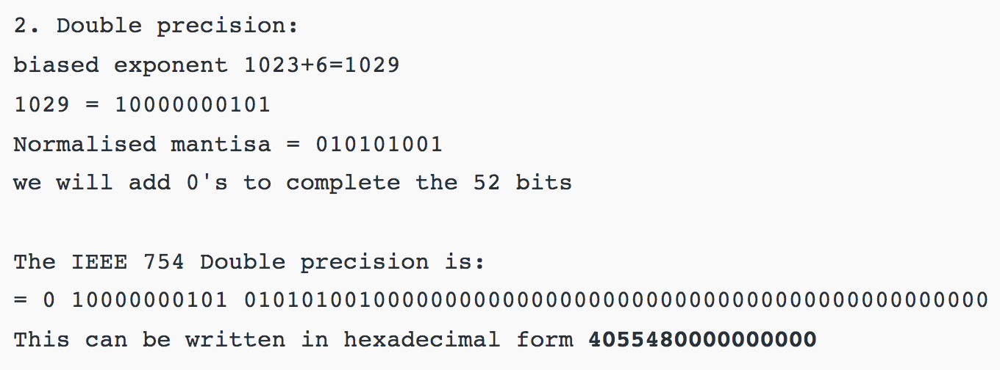 2. Double precision:
biased exponent 1023+6=1029
1029 = 10000000101
Normalised mantisa = 010101001
we will add 0's to complete the 52 bits
The IEEE 754 Double precision is:
= 0 10000000101 0101010010000000000000000000000000000000000000000000
This can be written in hexadecimal form 4055480000000000